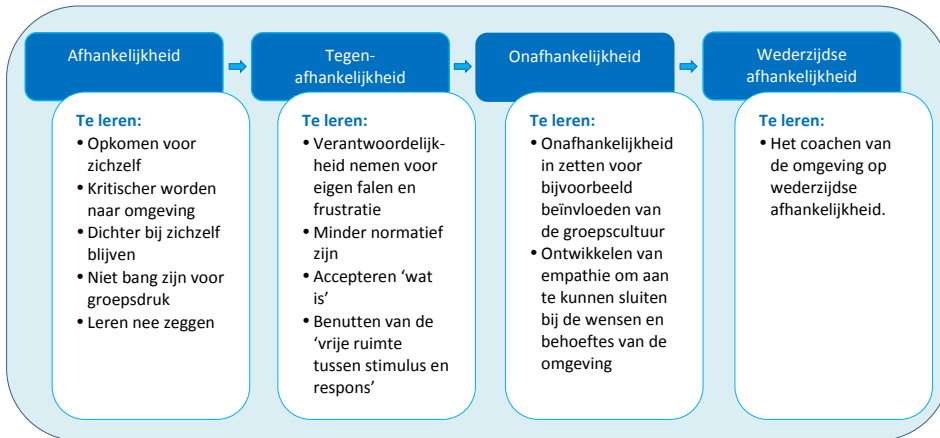 Afhankelijkheid
Te leren:
• Opkomen voor
zichzelf
• Kritischer worden
naar omgeving
• Dichter bij zichzelf
blijven
• Niet bang zijn voor
groepsdruk
• Leren nee zeggen
Tegen-
afhankelijkheid
Te leren:
• Verantwoordelijk-
heid nemen voor
eigen falen en
frustratie
• Minder normatief
zijn
• Accepteren ‘wat
is’
• Benutten van de
‘vrije ruimte
tussen stimulus en
respons’
Onafhankelijkheid
Te leren:
• Onafhankelijkheid
in zetten voor
bijvoorbeeld
beïnvloeden van
de groepscultuur
• Ontwikkelen van
empathie om aan
te kunnen sluiten
bij de wensen en
behoeftes van de
omgeving
Wederzijdse
afhankelijkheid
Te leren:
• Het coachen van
de omgeving op
wederzijdse
afhankelijkheid.